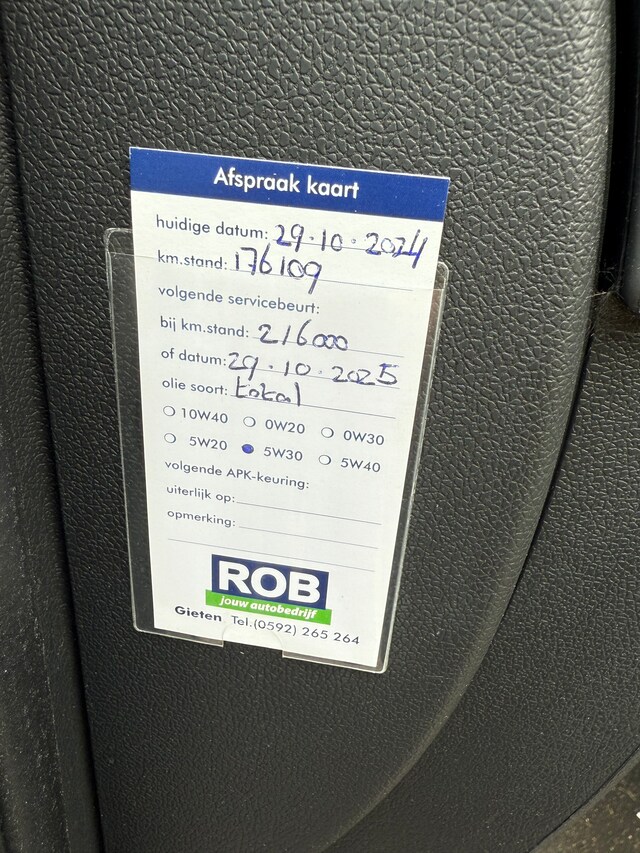 Afspraak kaart
huidige datum: 29.10.2024
km.stand: 176109
volgende servicebeurt:
bij km.stand: 216000
of datum: 29.10.2025
olie soort: total
10W40 0W20 0W30
5W20 5W30 5W40
volgende APK-keuring:
uiterlijk op:
opmerking:
ROB
jouw autobedrijf
Gieten Tel.(0592) 265 264